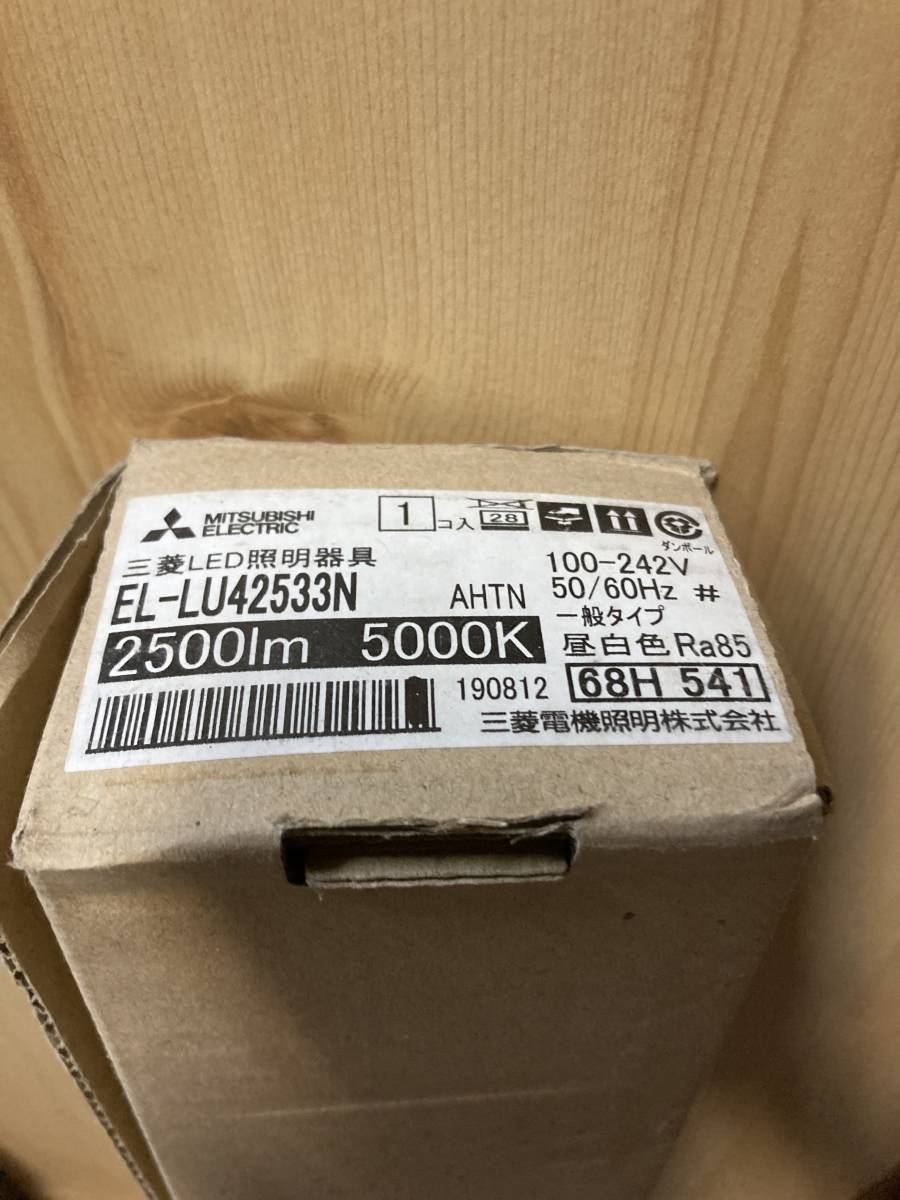 MITSUBISHI
ELECTRIC
1コ入
28
ダンボール
三菱LED照明器具
100-242V
EL-LU42533N AHTN
50/60Hz #
一般タイプ
2500lm 5000K
昼白色 Ra85
190812
68H 541
三菱電機照明株式会社